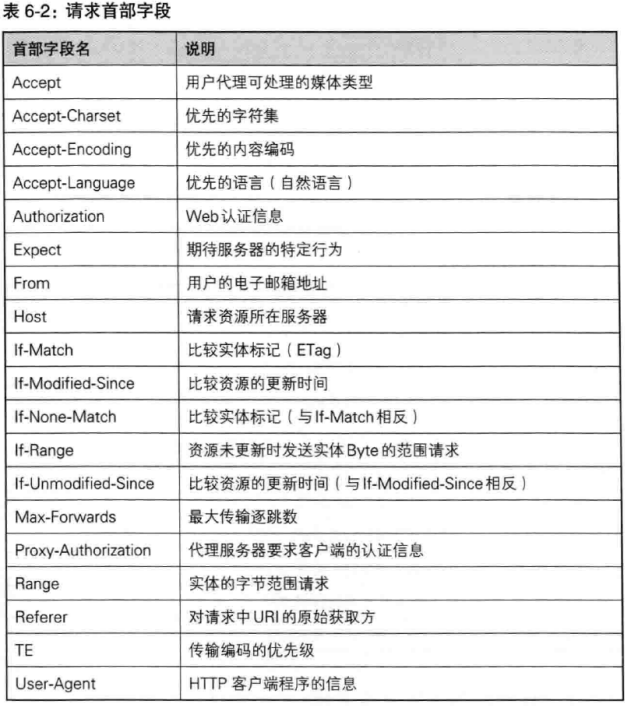 表 6-2：请求首部字段
首部字段名 说明
Accept 用户代理可处理的媒体类型
Accept-Charset 优先的字符集
Accept-Encoding 优先的内容编码
Accept-Language 优先的语言（自然语言）
Authorization Web认证信息
Expect 期待服务器的特定行为
From 用户的电子邮箱地址
Host 请求资源所在服务器
If-Match 比较实体标记（ETag）
If-Modified-Since 比较资源的更新时间
If-None-Match 比较实体标记（与If-Match相反）
If-Range 资源未更新时发送实体Byte的范围请求
If-Unmodified-Since 比较资源的更新时间（与If-Modified-Since相反）
Max-Forwards 最大传输逐跳数
Proxy-Authorization 代理服务器要求客户端的认证信息
Range 实体的字节范围请求
Referer 对请求中URI的原始获取方
TE 传输编码的优先级
User-Agent HTTP 客户端程序的信息